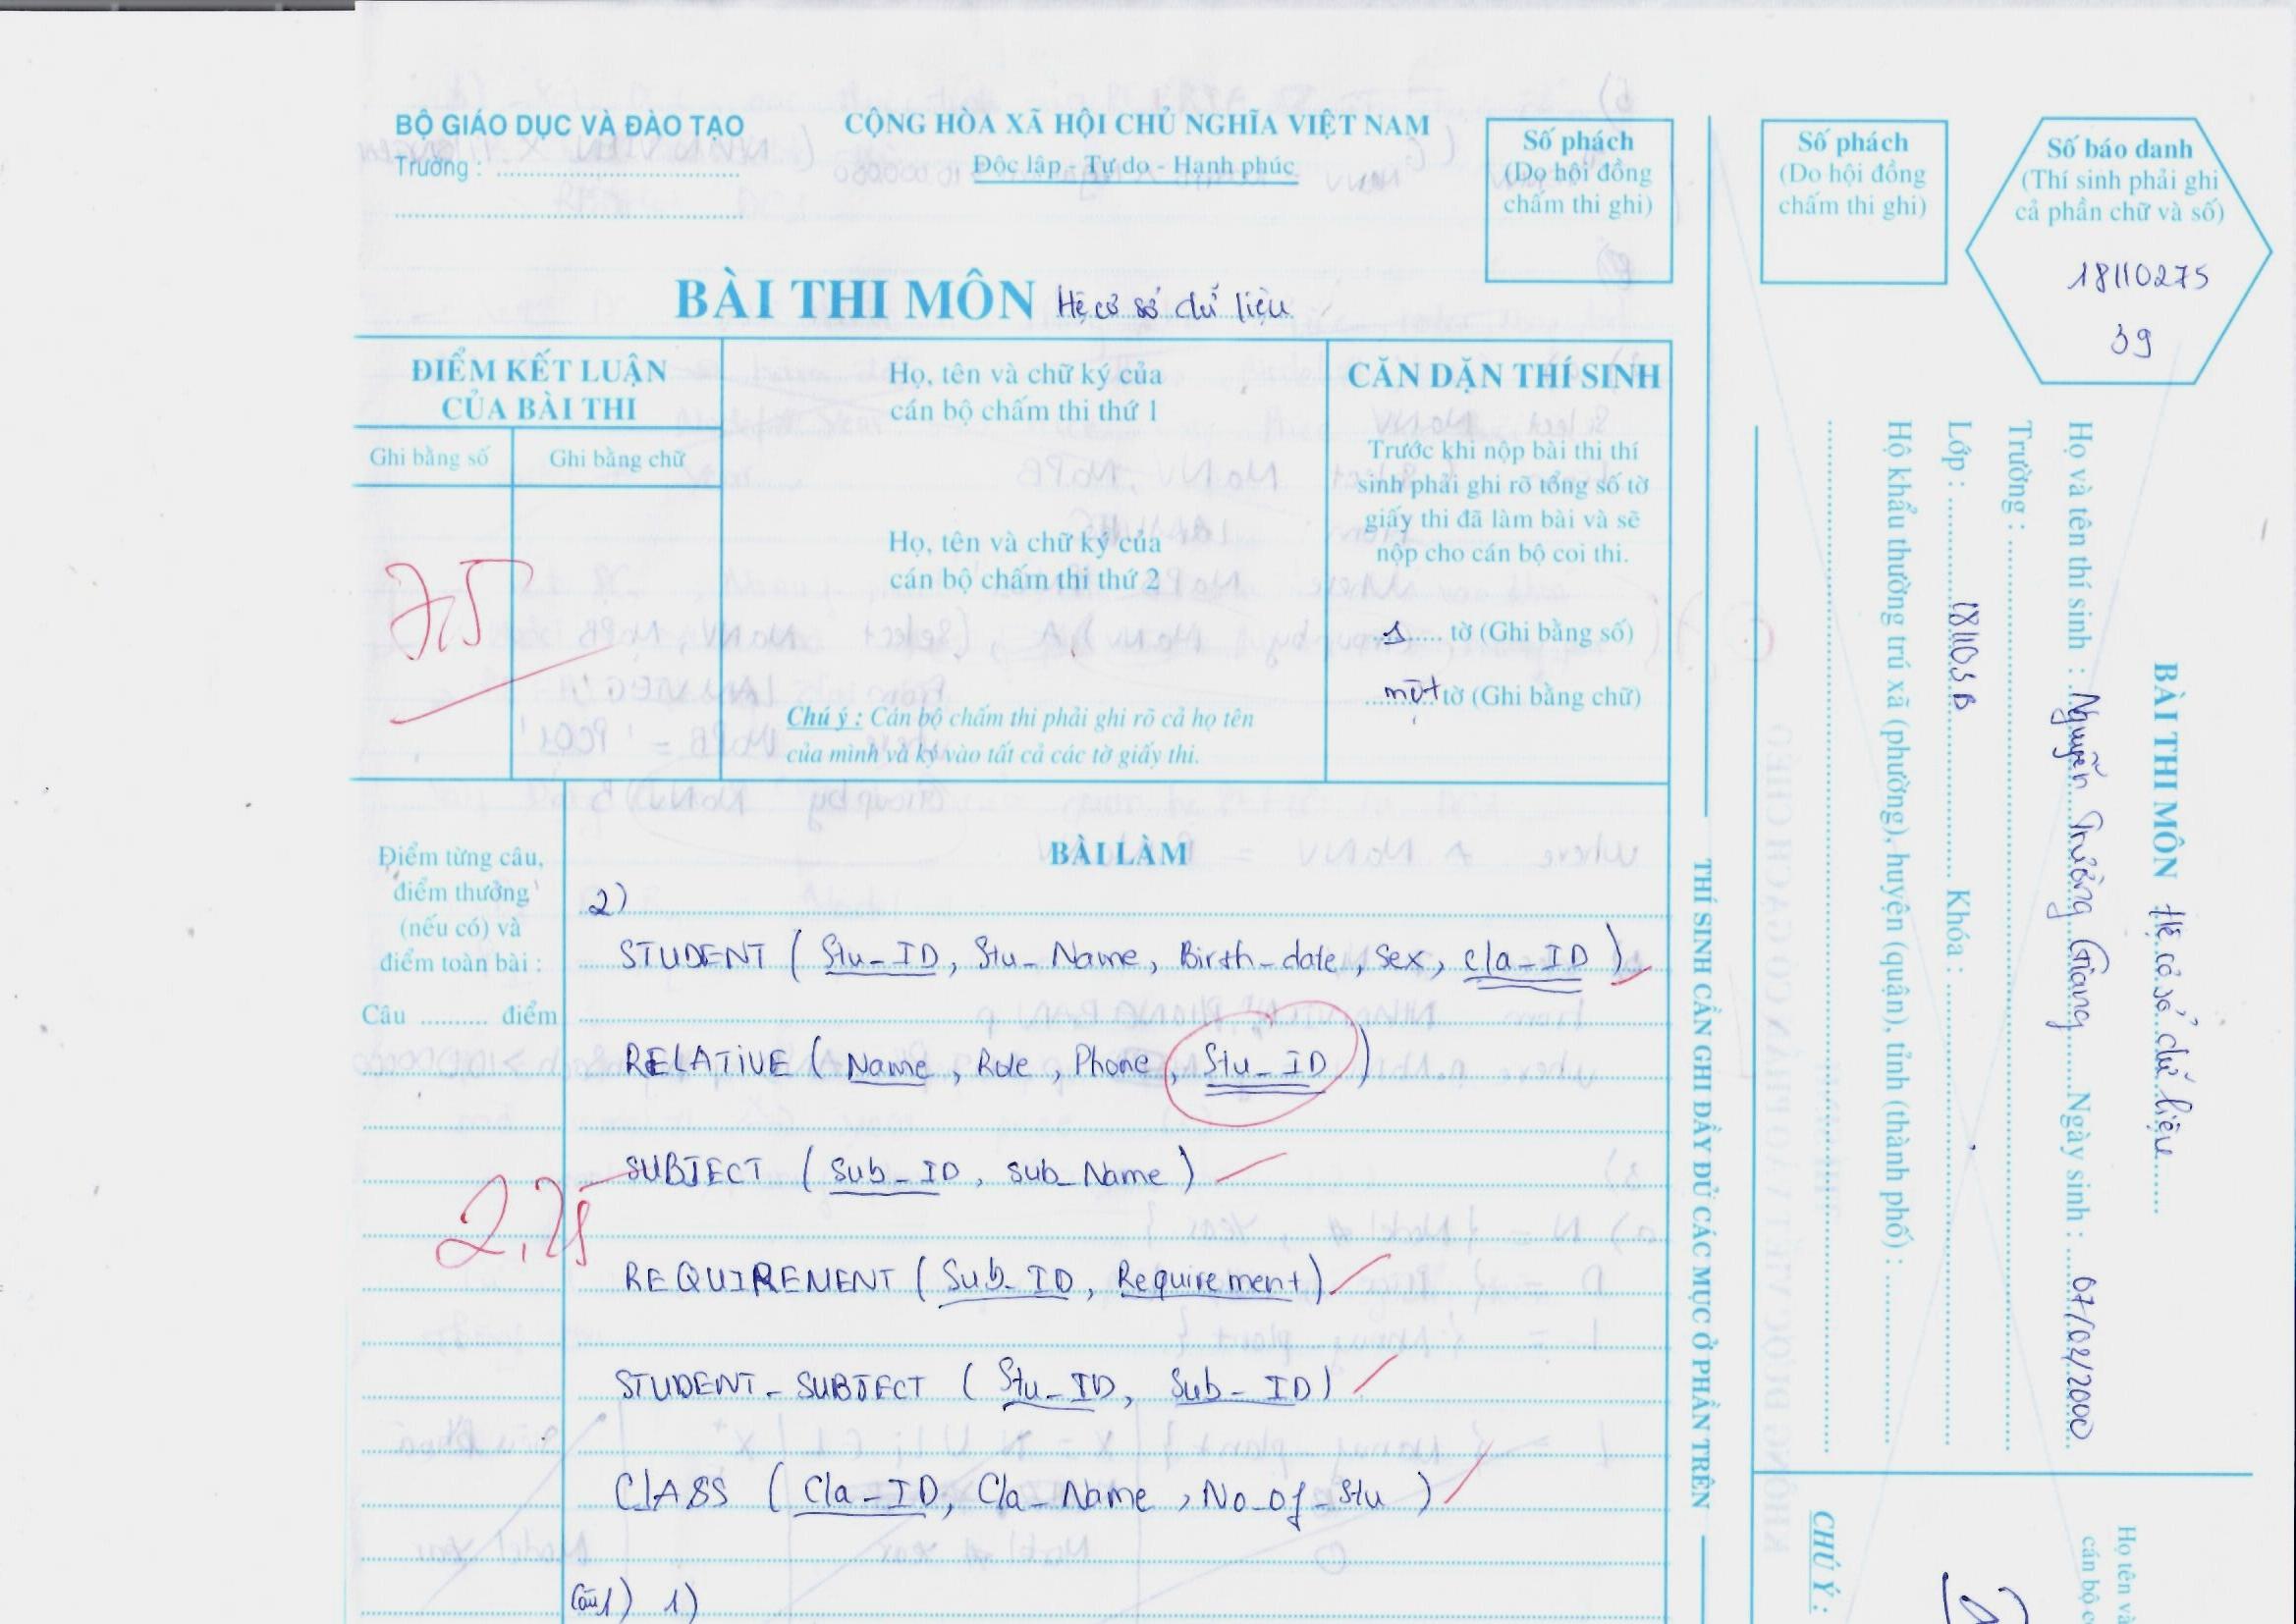 BỘ GIÁO DỤC VÀ ĐÀO TẠO
Trường :
CỘNG HÒA XÃ HỘI CHỦ NGHĨA VIỆT NAM
Độc lập - Tự do - Hạnh phúc
Số phách
(Do hội đồng
chấm thi ghi)
Số phách
(Do hội đồng
chấm thi ghi)
Số báo danh
(Thí sinh phải ghi
cả phần chữ và số)
18110275
39
BÀI THI MÔN Hệ cơ sở dữ liệu
ĐIỂM KẾT LUẬN
CỦA BÀI THI
Ghi bằng số
Ghi bằng chữ
7,5
Họ, tên và chữ ký của
cán bộ chấm thi thứ 1
Họ, tên và chữ ký của
cán bộ chấm thi thứ 2
Chú ý : Cán bộ chấm thi phải ghi rõ cả họ tên
của mình và ký vào tất cả các tờ giấy thi.
CĂN DẶN THÍ SINH
Trước khi nộp bài thi thí
sinh phải ghi rõ tổng số tờ
giấy thi đã làm bài và sẽ
nộp cho cán bộ coi thi.
1 tờ (Ghi bằng số)
một tờ (Ghi bằng chữ)
Điểm từng câu,
điểm thưởng
(nếu có) và
điểm toàn bài :
Câu .......... điểm
2,25
BÀI LÀM
2)
STUDENT ( Stu_ID, Stu_Name, Birth_date, Sex, Cla_ID )
RELATIVE ( Name, Role, Phone, Stu_ID )
SUBJECT ( Sub_ID, Sub_Name )
REQUIREMENT ( Sub_ID, Requirement )
STUDENT_SUBJECT ( Stu_ID, Sub_ID )
CLASS ( Cla_ID, Cla_Name, No_of_Stu )
Câu 1) 1)
THÍ SINH CẦN GHI ĐẦY ĐỦ CÁC MỤC Ở PHẦN TRÊN
BÀI THI MÔN Hệ cơ sở dữ liệu
Họ và tên thí sinh : Nguyễn Trường Giang Ngày sinh : 07/02/2000
Trường :
Lớp : 18110SB Khóa :
Hộ khẩu thường trú xã (phường), huyện (quận), tỉnh (thành phố) :
CHÚ Ý :
Họ tên và
cán bộ